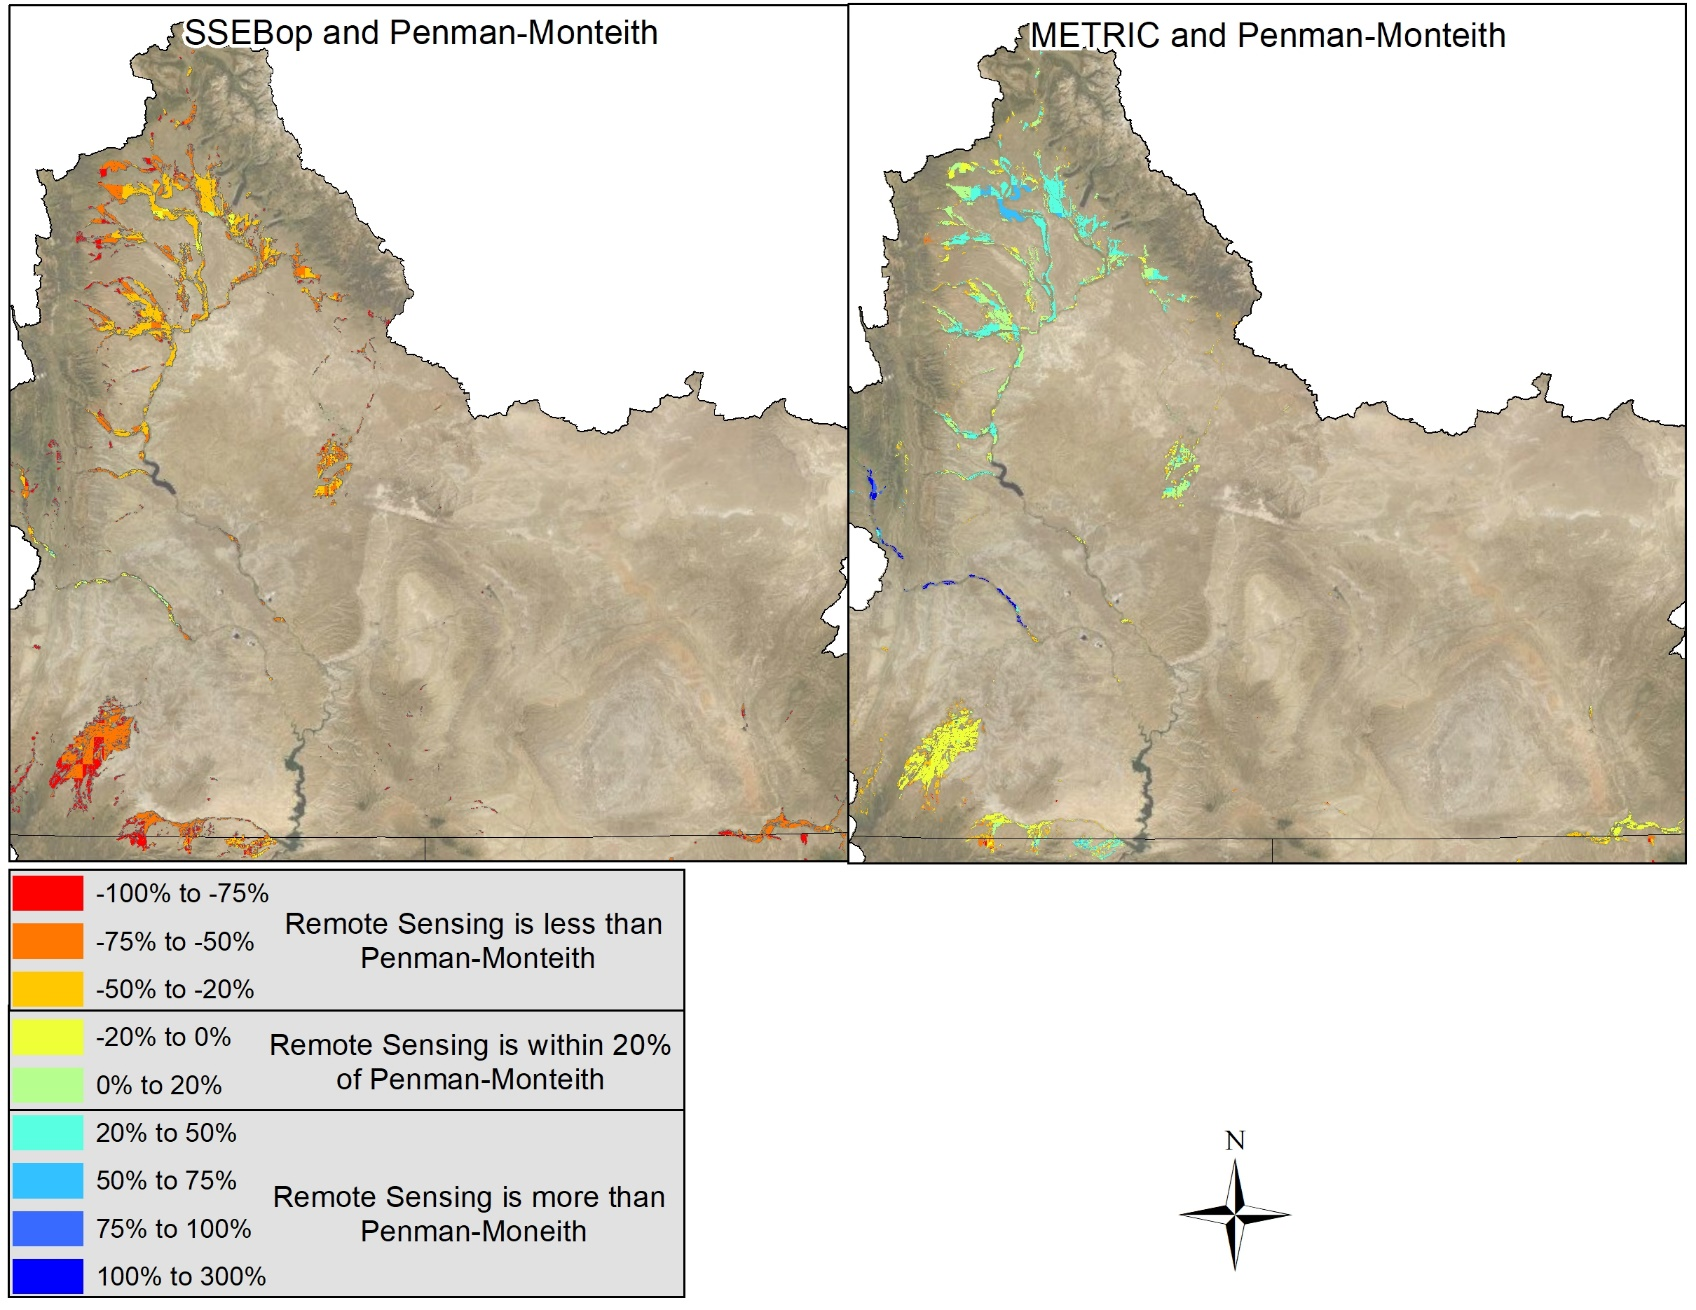 SSEBop and Penman-Monteith
METRIC and Penman-Monteith
-100% to -75%
-75% to -50%
-50% to -20%
Remote Sensing is less than
Penman-Monteith
-20% to 0%
0% to 20%
Remote Sensing is within 20%
of Penman-Monteith
20% to 50%
50% to 75%
75% to 100%
100% to 300%
Remote Sensing is more than
Penman-Moneith
N